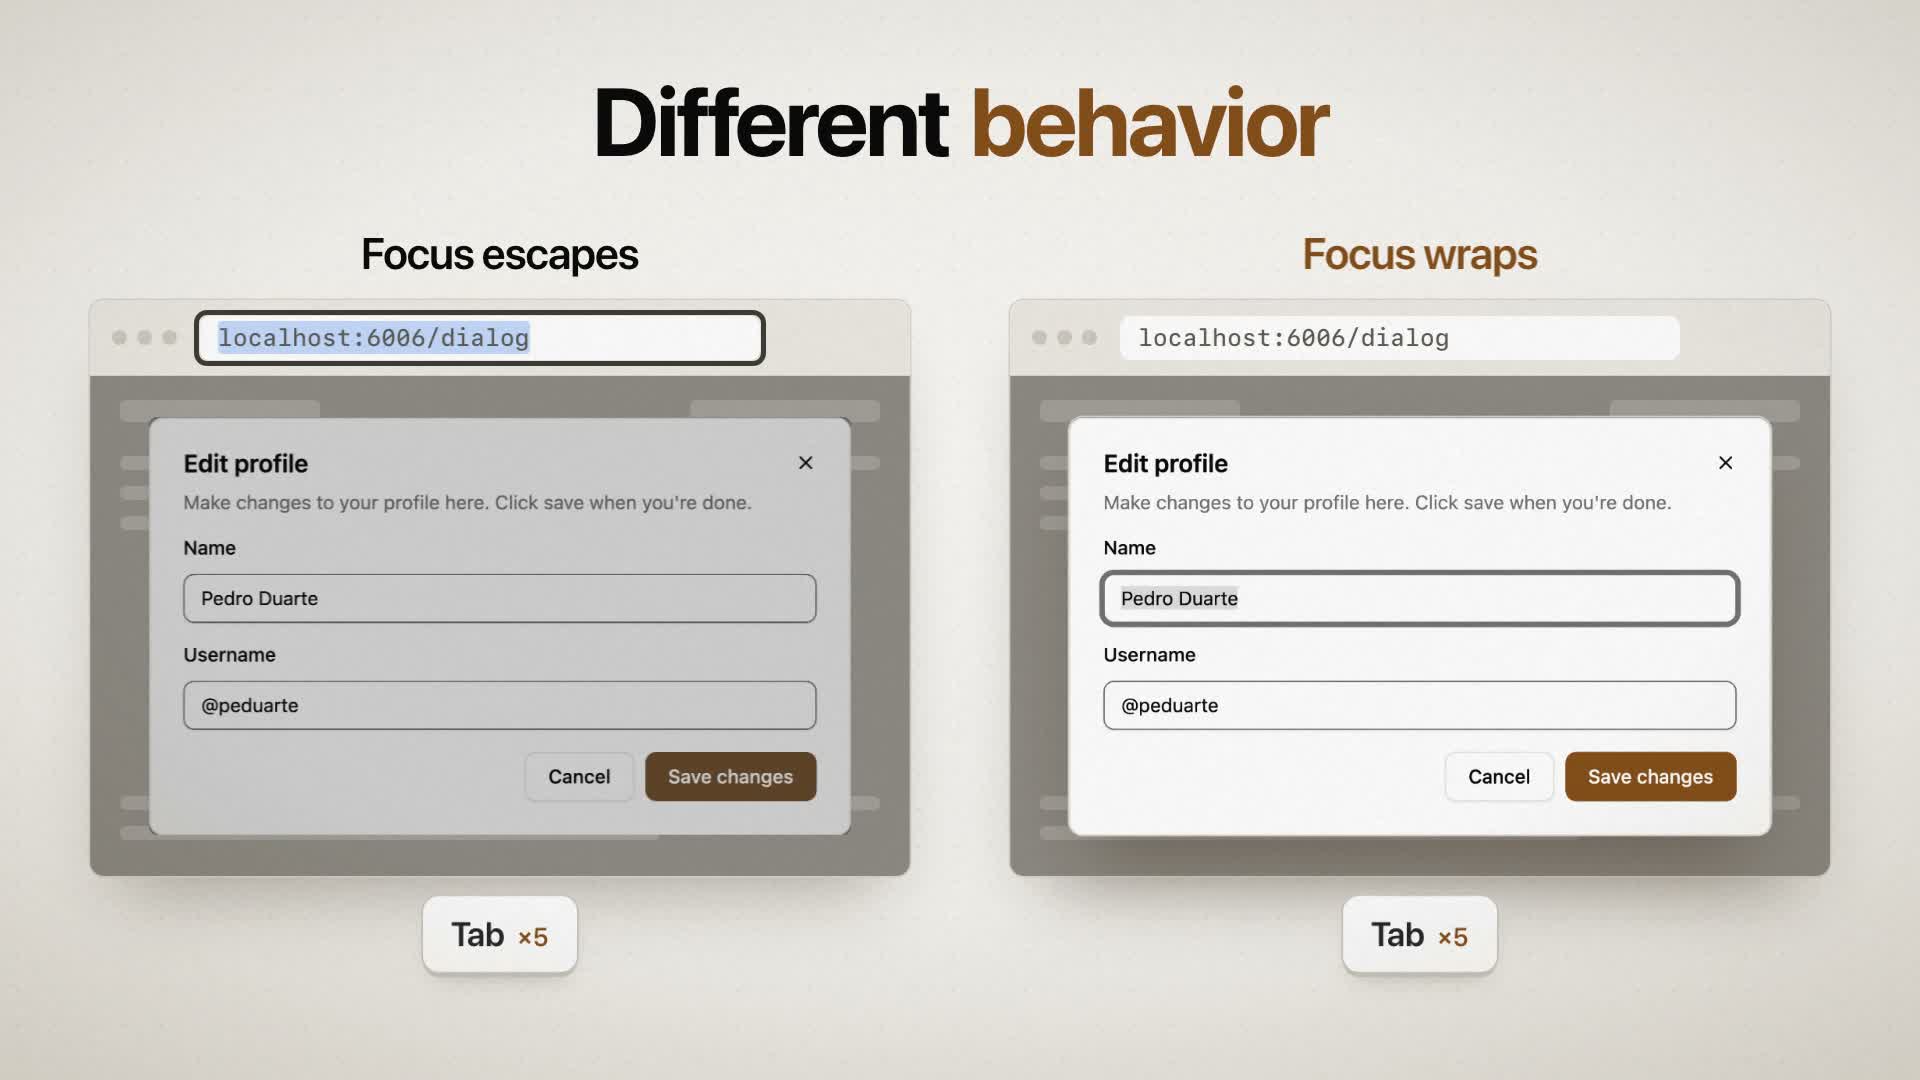 Different behavior
Focus escapes
localhost:6006/dialog
Edit profile
Make changes to your profile here. Click save when you're done.
Name
Pedro Duarte
Username
@peduarte
Cancel
Save changes
Tab ×5
Focus wraps
localhost:6006/dialog
Edit profile
Make changes to your profile here. Click save when you're done.
Name
Pedro Duarte
Username
@peduarte
Cancel
Save changes
Tab ×5